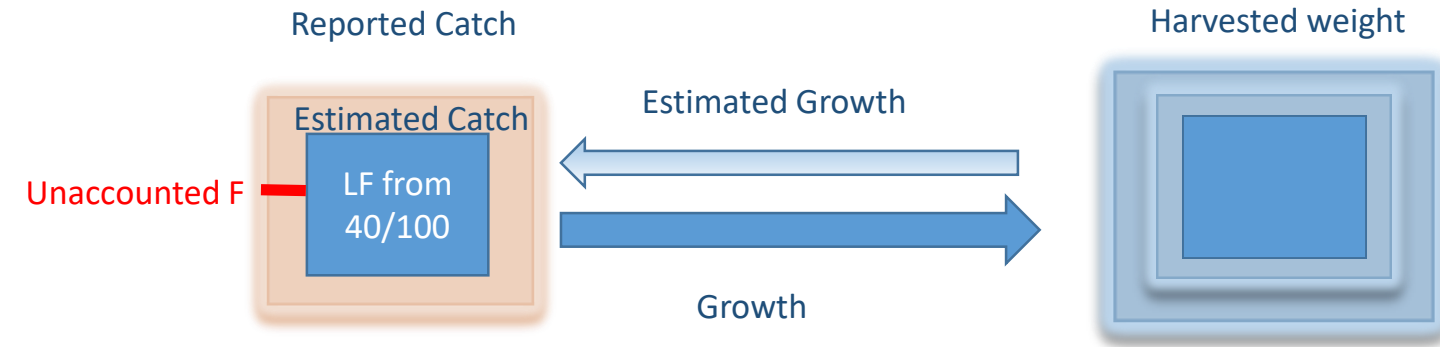 Reported Catch
Harvested weight
Estimated Catch
Estimated Growth
Unaccounted F
LF from
40/100
Growth